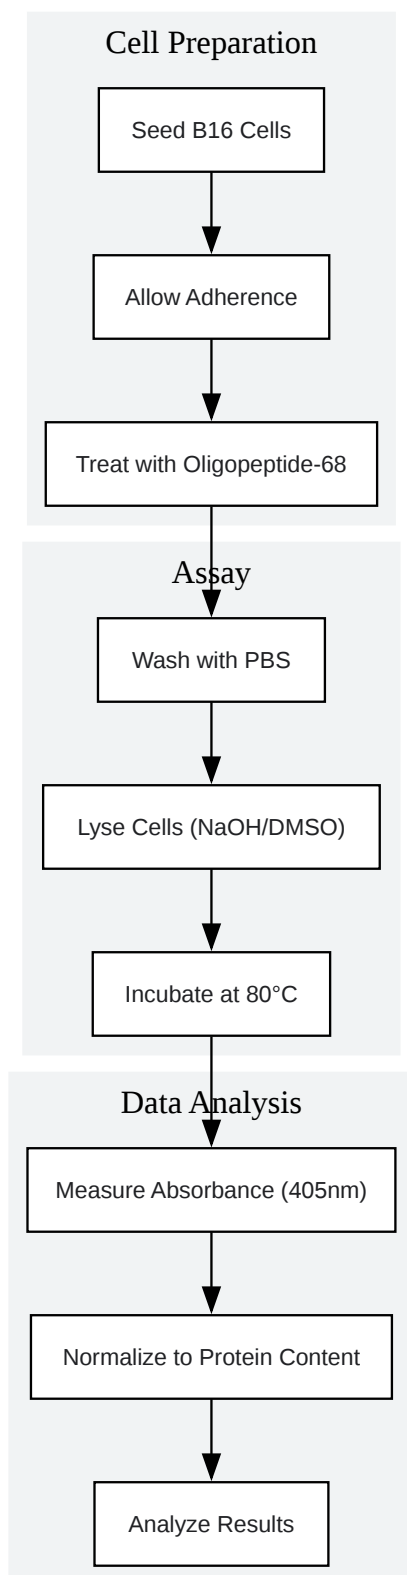 Cell Preparation
Seed B16 Cells
Allow Adherence
Treat with Oligopeptide-68
Assay
Wash with PBS
Lyse Cells (NaOH/DMSO)
Incubate at 80°C
Data Analysis
Measure Absorbance (405nm)
Normalize to Protein Content
Analyze Results